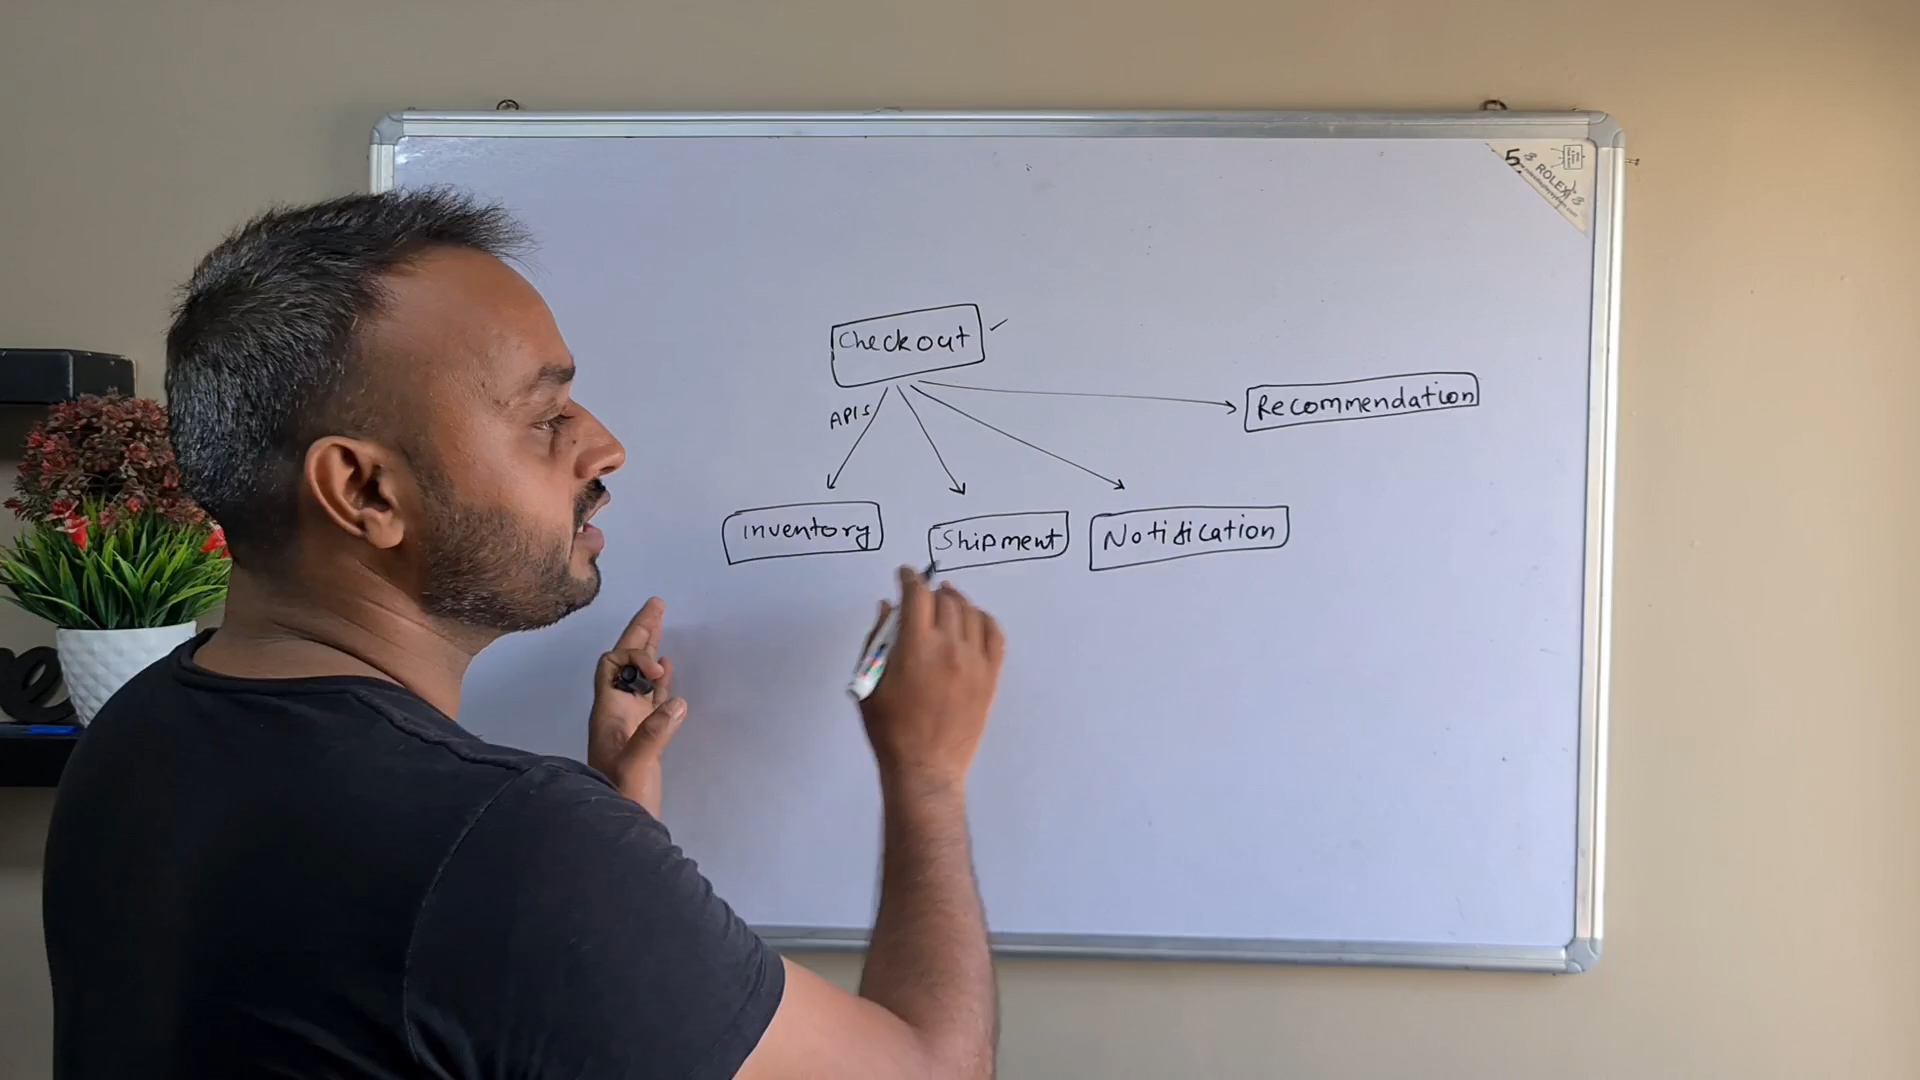 Checkout
APIs
Recommendation
Inventory
Shipment
Notification
ROLEX